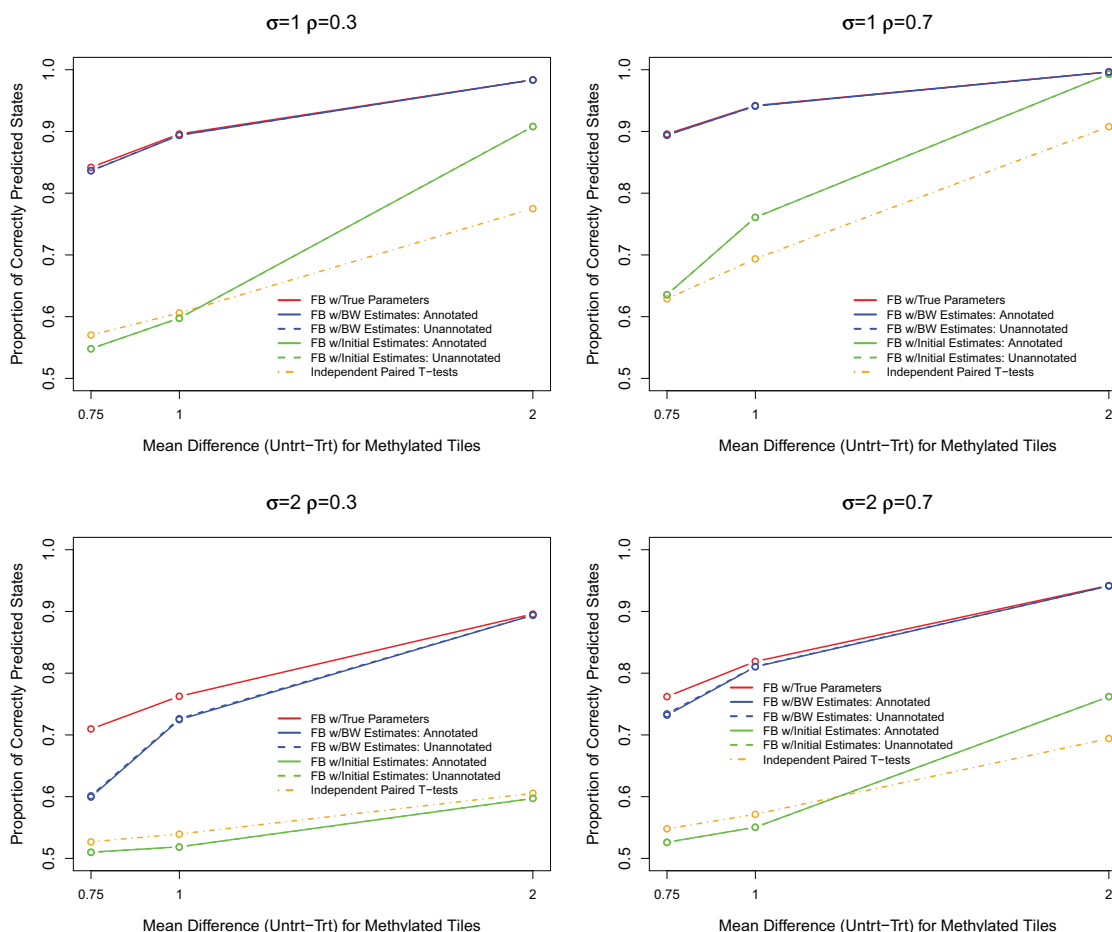 σ=1 ρ=0.3
Proportion of Correctly Predicted States
1.0
0.9
0.8
0.7
0.6
0.5
FB w/True Parameters
FB w/BW Estimates: Annotated
FB w/BW Estimates: Unannotated
FB w/Initial Estimates: Annotated
FB w/Initial Estimates: Unannotated
Independent Paired T−tests
0.75
1
2
Mean Difference (Untrt−Trt) for Methylated Tiles
σ=1 ρ=0.7
Proportion of Correctly Predicted States
1.0
0.9
0.8
0.7
0.6
0.5
FB w/True Parameters
FB w/BW Estimates: Annotated
FB w/BW Estimates: Unannotated
FB w/Initial Estimates: Annotated
FB w/Initial Estimates: Unannotated
Independent Paired T−tests
0.75
1
2
Mean Difference (Untrt−Trt) for Methylated Tiles
σ=2 ρ=0.3
Proportion of Correctly Predicted States
1.0
0.9
0.8
0.7
0.6
0.5
FB w/True Parameters
FB w/BW Estimates: Annotated
FB w/BW Estimates: Unannotated
FB w/Initial Estimates: Annotated
FB w/Initial Estimates: Unannotated
Independent Paired T−tests
0.75
1
2
Mean Difference (Untrt−Trt) for Methylated Tiles
σ=2 ρ=0.7
Proportion of Correctly Predicted States
1.0
0.9
0.8
0.7
0.6
0.5
FB w/True Parameters
FB w/BW Estimates: Annotated
FB w/BW Estimates: Unannotated
FB w/Initial Estimates: Annotated
FB w/Initial Estimates: Unannotated
Independent Paired T−tests
0.75
1
2
Mean Difference (Untrt−Trt) for Methylated Tiles